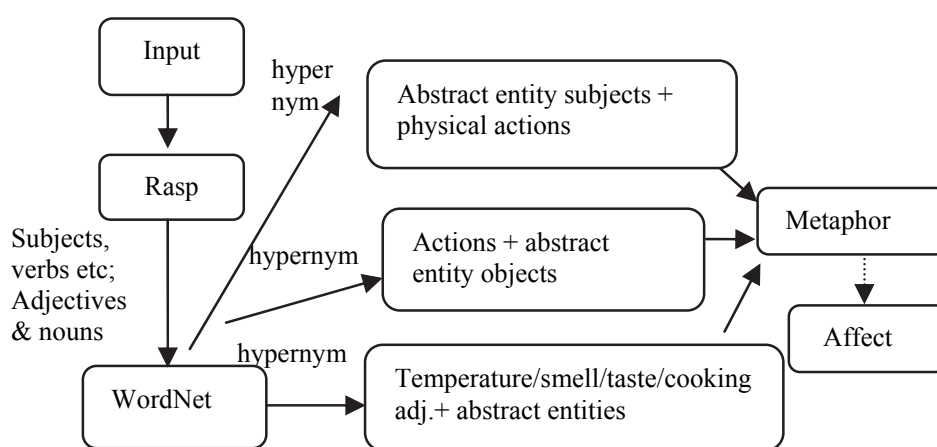 Input
hyper
nym
Abstract entity subjects +
physical actions
Rasp
Metaphor
Subjects,
verbs etc;
Adjectives
& nouns
hypernym
Actions + abstract
entity objects
Affect
hypernym
WordNet
Temperature/smell/taste/cooking
adj.+ abstract entities